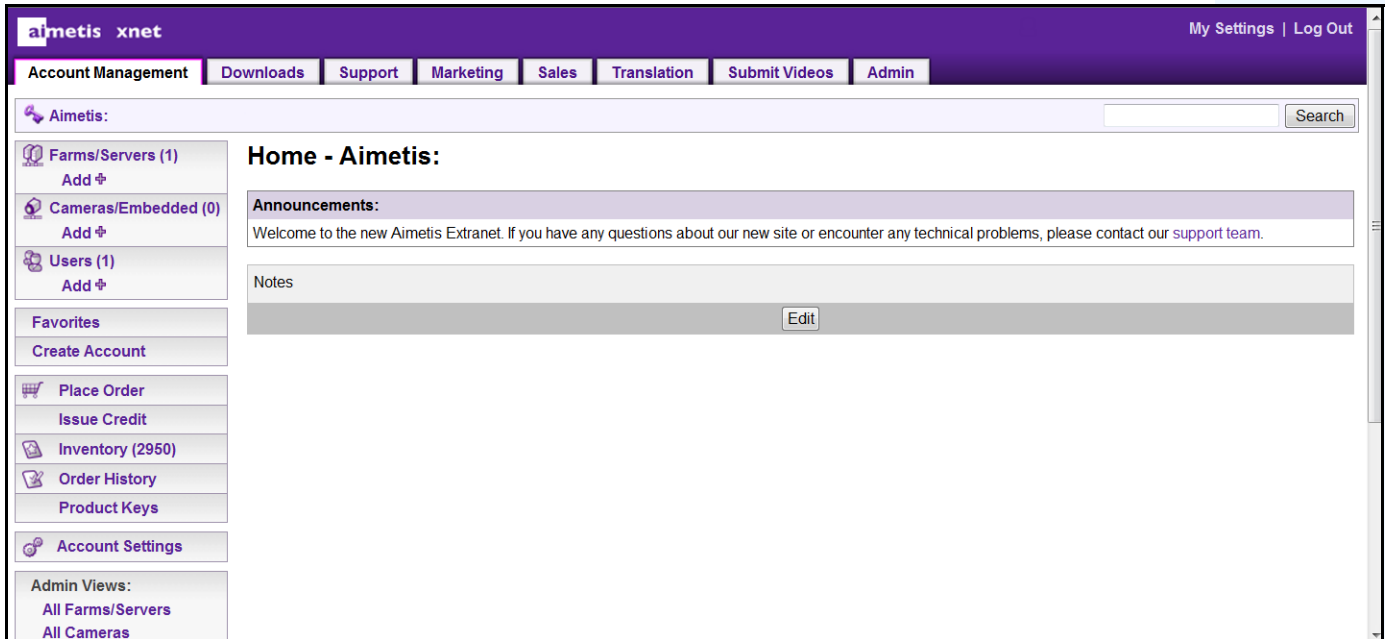 aimetis xnet
My Settings | Log Out
Account Management
Downloads
Support
Marketing
Sales
Translation
Submit Videos
Admin
Aimetis:
Search
Farms/Servers (1)
Add
Cameras/Embedded (0)
Add
Users (1)
Add
Favorites
Create Account
Place Order
Issue Credit
Inventory (2950)
Order History
Product Keys
Account Settings
Admin Views:
All Farms/Servers
All Cameras
Home - Aimetis:
Announcements:
Welcome to the new Aimetis Extranet. If you have any questions about our new site or encounter any technical problems, please contact our support team.
Notes
Edit